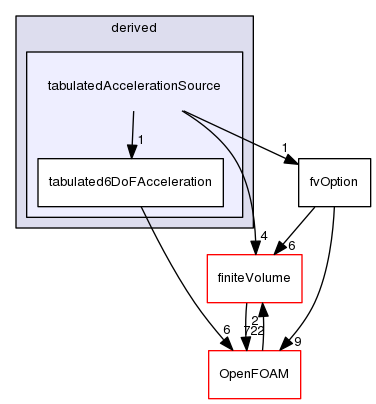 derived
tabulatedAccelerationSource
1
1
tabulated6DoFAcceleration
fvOption
4
6
finiteVolume
6
2
722
9
OpenFOAM